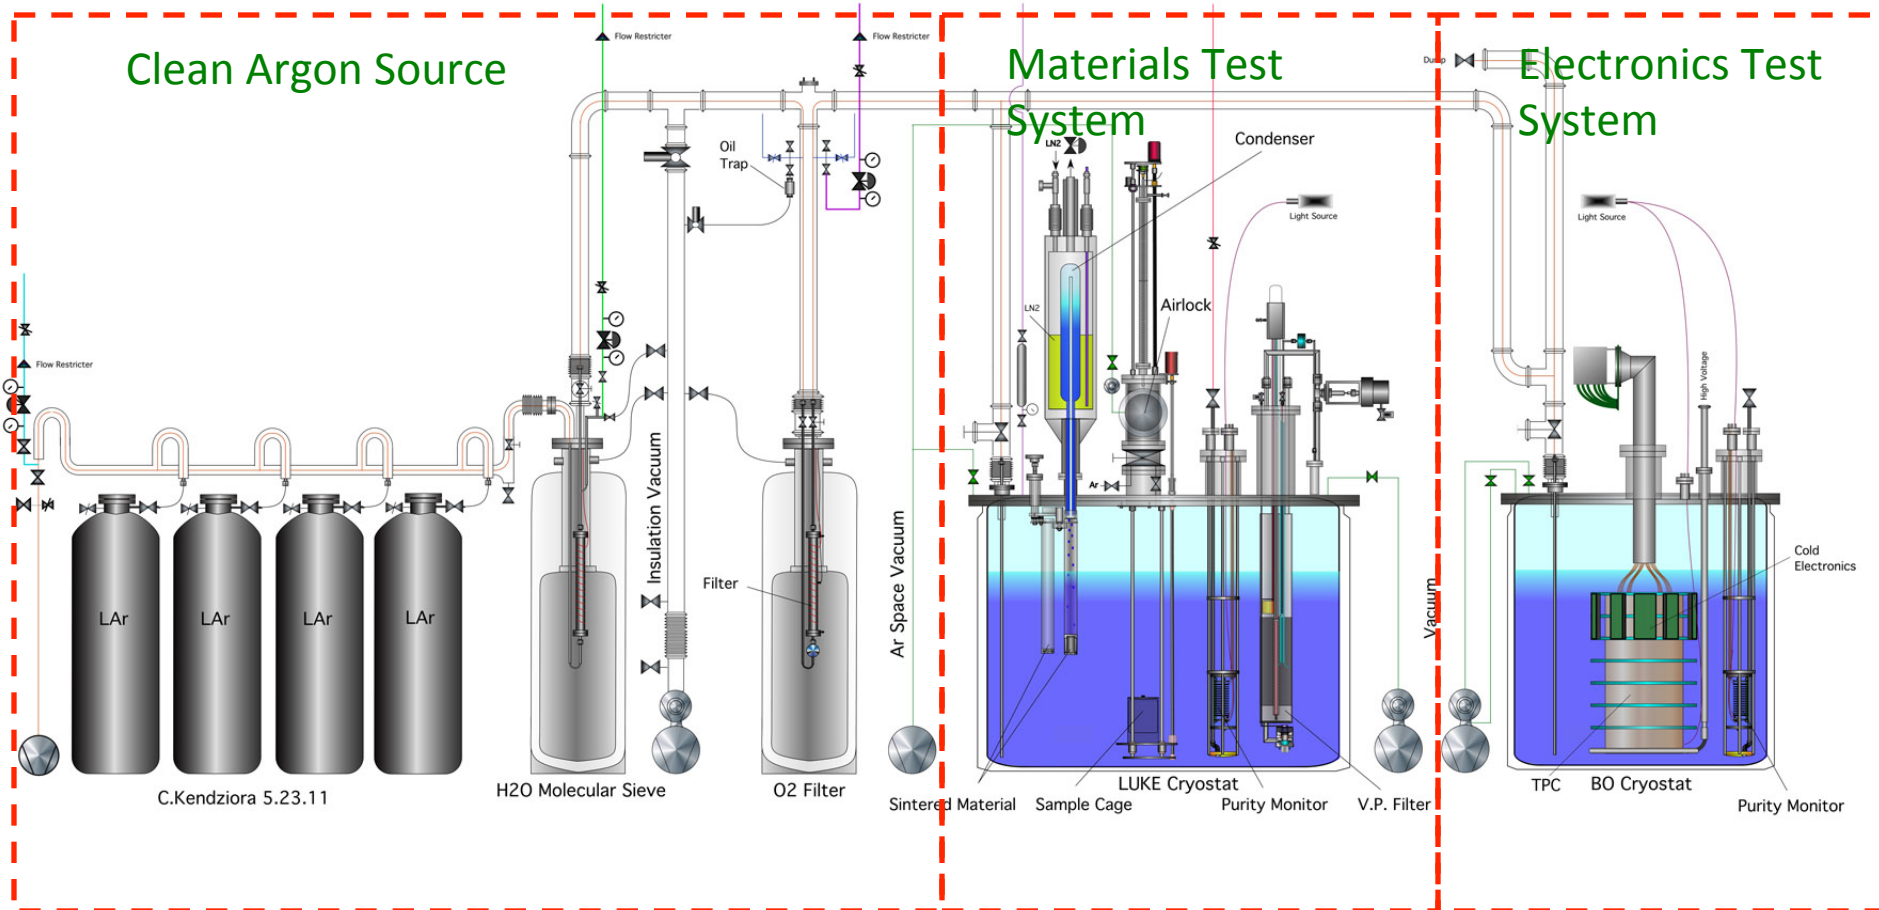 Clean Argon Source
Materials Test
System
Electronics Test
System
Flow Restricter
Flow Restricter
Dump
Oil
Trap
LN2
Condenser
Light Source
Light Source
LN2
Airlock
Flow Restricter
High Voltage
Insulation Vacuum
Ar
Ar Space Vacuum
Vacuum
Filter
Cold
Electronics
LAr
LAr
LAr
LAr
C.Kendziora 5.23.11
H2O Molecular Sieve
O2 Filter
LUKE Cryostat
Sintered Material
Sample Cage
Purity Monitor
V.P. Filter
TPC
BO Cryostat
Purity Monitor